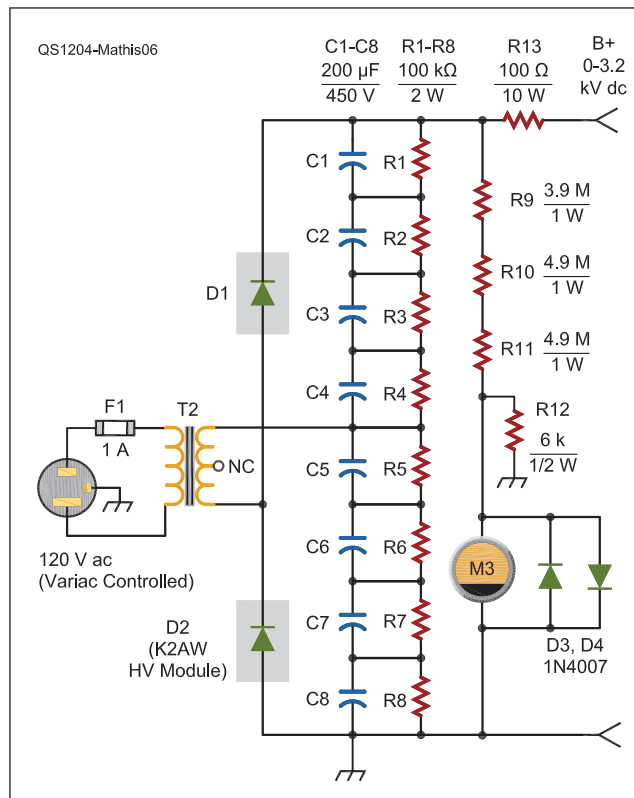 QS1204-Mathis06
C1-C8
200 µF
450 V
R1-R8
100 kΩ
2 W
R13
100 Ω
10 W
B+
0-3.2
kV dc
C1
R1
R9
3.9 M
1 W
C2
R2
R10
4.9 M
1 W
D1
C3
R3
R11
4.9 M
1 W
C4
R4
F1
1 A
T2
R12
6 k
1/2 W
NC
C5
R5
120 V ac
(Variac Controlled)
C6
R6
M3
D2
(K2AW
HV Module)
C7
R7
D3, D4
1N4007
C8
R8